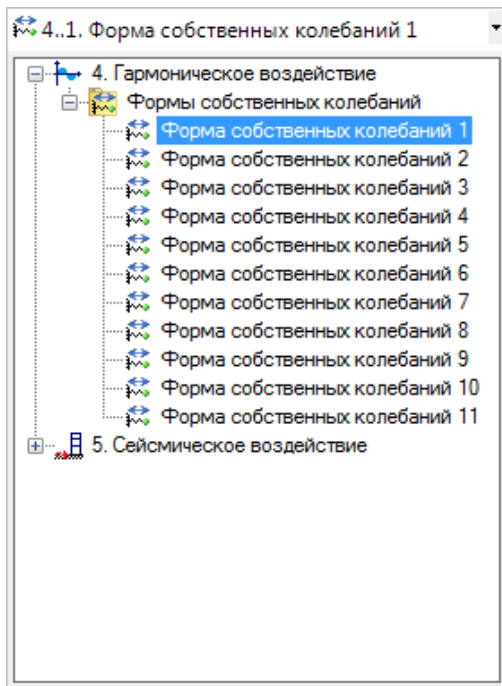 4..1. Форма собственных колебаний 1
4. Гармоническое воздействие
Формы собственных колебаний
Форма собственных колебаний 1
Форма собственных колебаний 2
Форма собственных колебаний 3
Форма собственных колебаний 4
Форма собственных колебаний 5
Форма собственных колебаний 6
Форма собственных колебаний 7
Форма собственных колебаний 8
Форма собственных колебаний 9
Форма собственных колебаний 10
Форма собственных колебаний 11
5. Сейсмическое воздействие